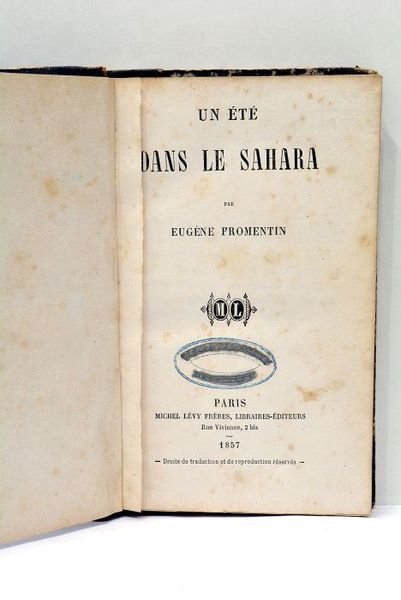 UN ÉTÉ
DANS LE SAHARA
PAR
EUGÈNE FROMENTIN
M L
PARIS
MICHEL LÉVY FRÈRES, LIBRAIRES-ÉDITEURS
Rue Vivienne, 2 bis
—
1857
— Droits de traduction et de reproduction réservés —